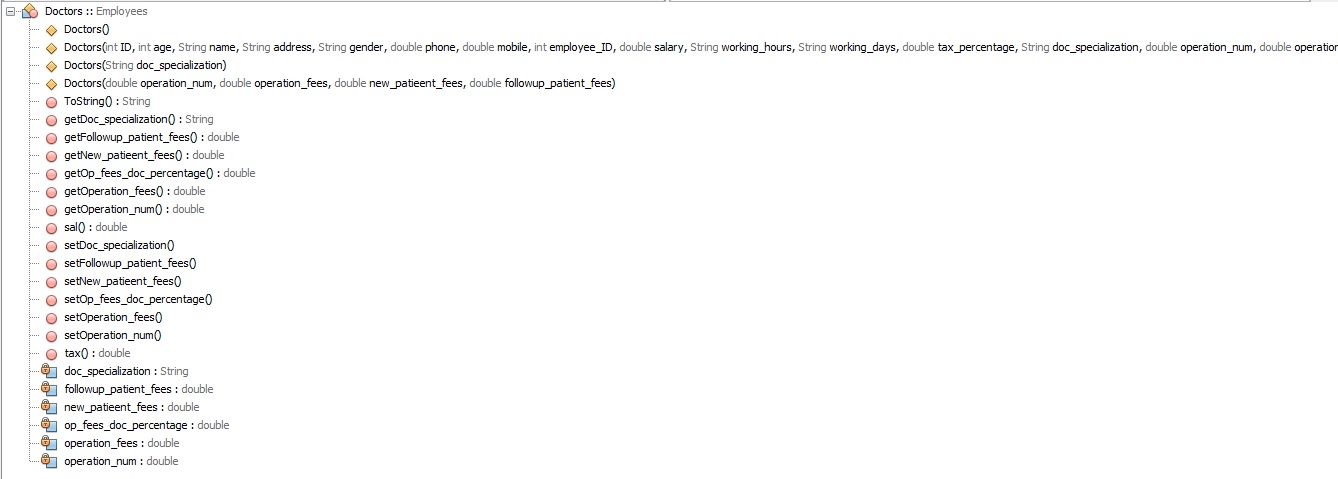 Doctors :: Employees
Doctors()
Doctors(int ID, int age, String name, String address, String gender, double phone, double mobile, int employee_ID, double salary, String working_hours, String working_days, double tax_percentage, String doc_specialization, double operation_num, double operation
Doctors(String doc_specialization)
Doctors(double operation_num, double operation_fees, double new_patieent_fees, double followup_patient_fees)
ToString() : String
getDoc_specialization() : String
getFollowup_patient_fees() : double
getNew_patieent_fees() : double
getOp_fees_doc_percentage() : double
getOperation_fees() : double
getOperation_num() : double
sal() : double
setDoc_specialization()
setFollowup_patient_fees()
setNew_patieent_fees()
setOp_fees_doc_percentage()
setOperation_fees()
setOperation_num()
tax() : double
doc_specialization : String
followup_patient_fees : double
new_patieent_fees : double
op_fees_doc_percentage : double
operation_fees : double
operation_num : double